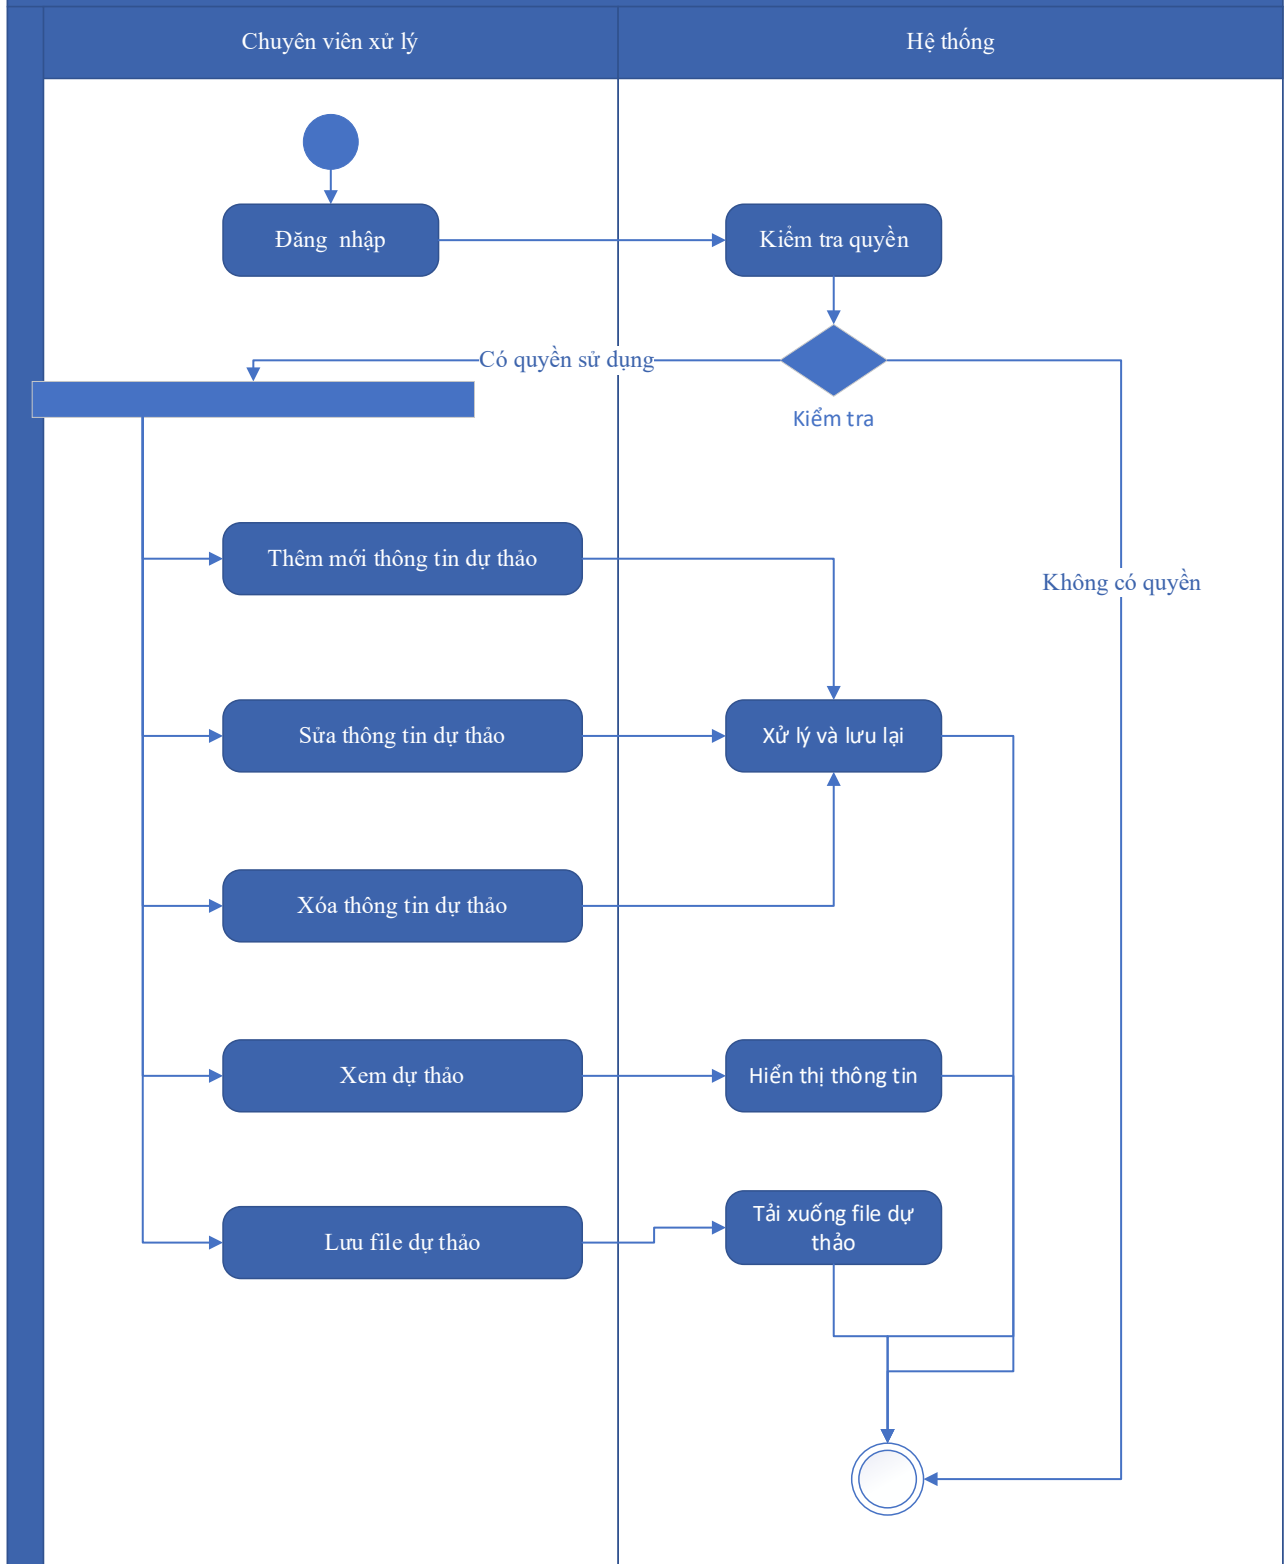 Chuyên viên xử lý
Hệ thống
Đăng nhập
Kiểm tra quyền
Có quyền sử dụng
Kiểm tra
Thêm mới thông tin dự thảo
Không có quyền
Sửa thông tin dự thảo
Xử lý và lưu lại
Xóa thông tin dự thảo
Xem dự thảo
Hiển thị thông tin
Tải xuống file dự
thảo
Lưu file dự thảo